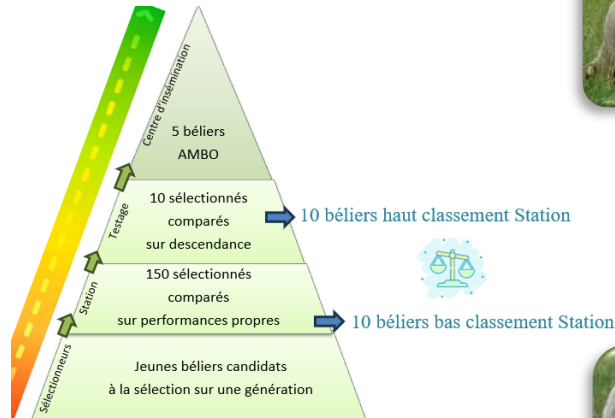 Centre d'insémination
5 béliers
AMBO
Testage
10 sélectionnés
comparés
sur descendance
10 béliers haut classement Station
Station
150 sélectionnés
comparés
sur performances propres
10 béliers bas classement Station
Sélectionneurs
Jeunes béliers candidats
à la sélection sur une génération